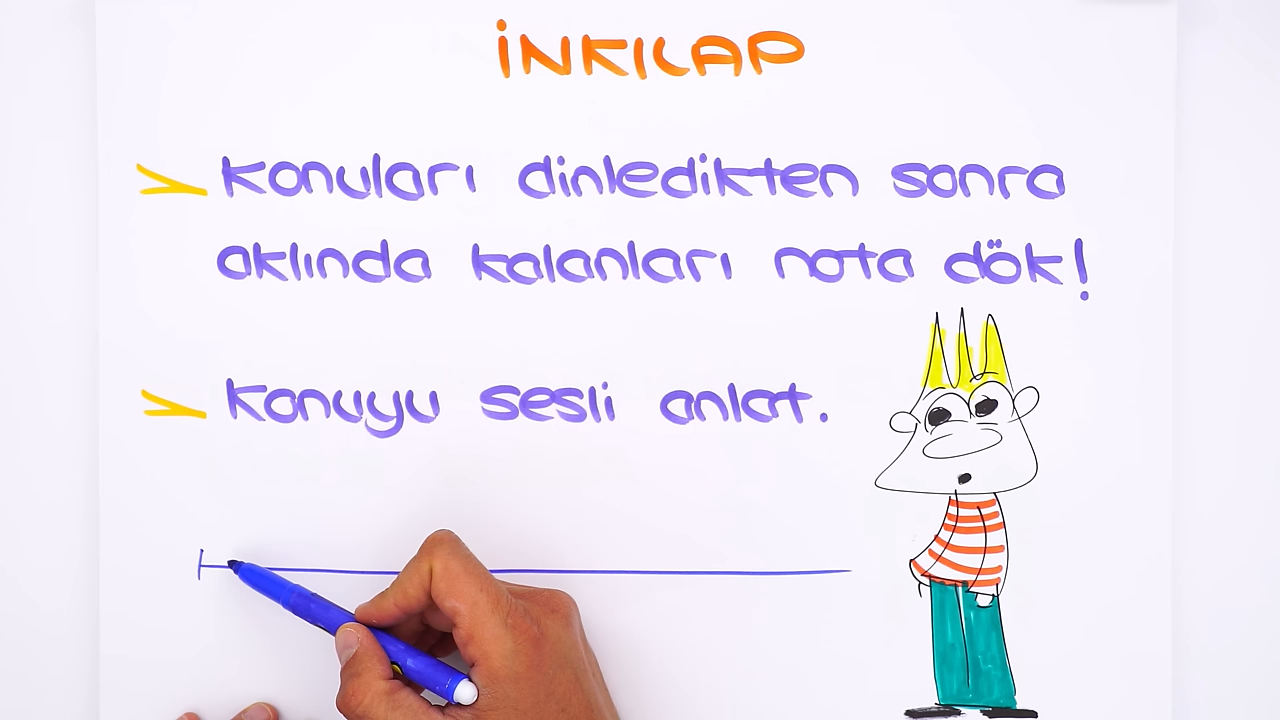 İNKILAP
Konuları dinledikten sonra
aklında kalanları nota dök!
Konuyu sesli anlat.